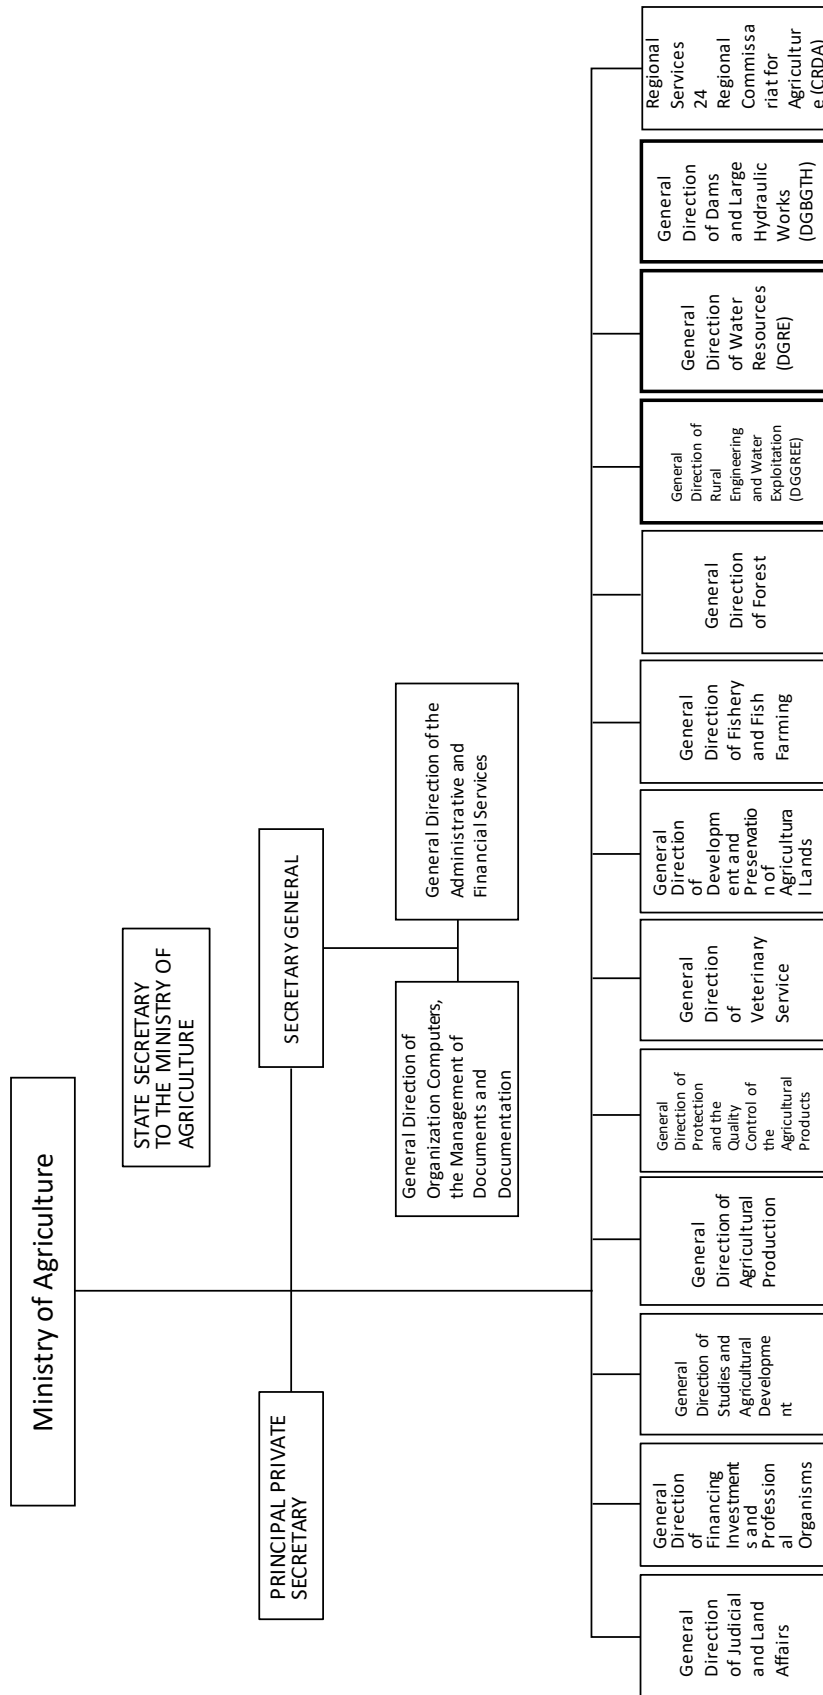 Ministry of Agriculture
STATE SECRETARY
TO THE MINISTRY OF
AGRICULTURE
PRINCIPAL PRIVATE
SECRETARY
SECRETARY GENERAL
General Direction of
Organization Computers,
the Management of
Documents and
Documentation
General Direction of the
Administrative and
Financial Services
General
Direction
of Judicial
and Land
Affairs
General
Direction
of
Financing
Investment
s and
Profession
al
Organisms
General
Direction of
Studies and
Agricultural
Developme
nt
General
Direction of
Agricultural
Production
General
Direction of
Protection
and the
Quality
Control of
the
Agricultural
Products
General
Direction
of
Veterinary
Service
General
Direction
of
Developm
ent and
Preservatio
n of
Agricultura
l Lands
General
Direction
of Fishery
and Fish
Farming
General
Direction
of Forest
General
Direction of
Rural
Engineering
and Water
Exploitation
(DGGREE)
General
Direction
of Water
Resources
(DGRE)
General
Direction
of Dams
and Large
Hydraulic
Works
(DGBGTH)
Regional
Services
24
Regional
Commissa
riat for
Agricultur
e (CRDA)